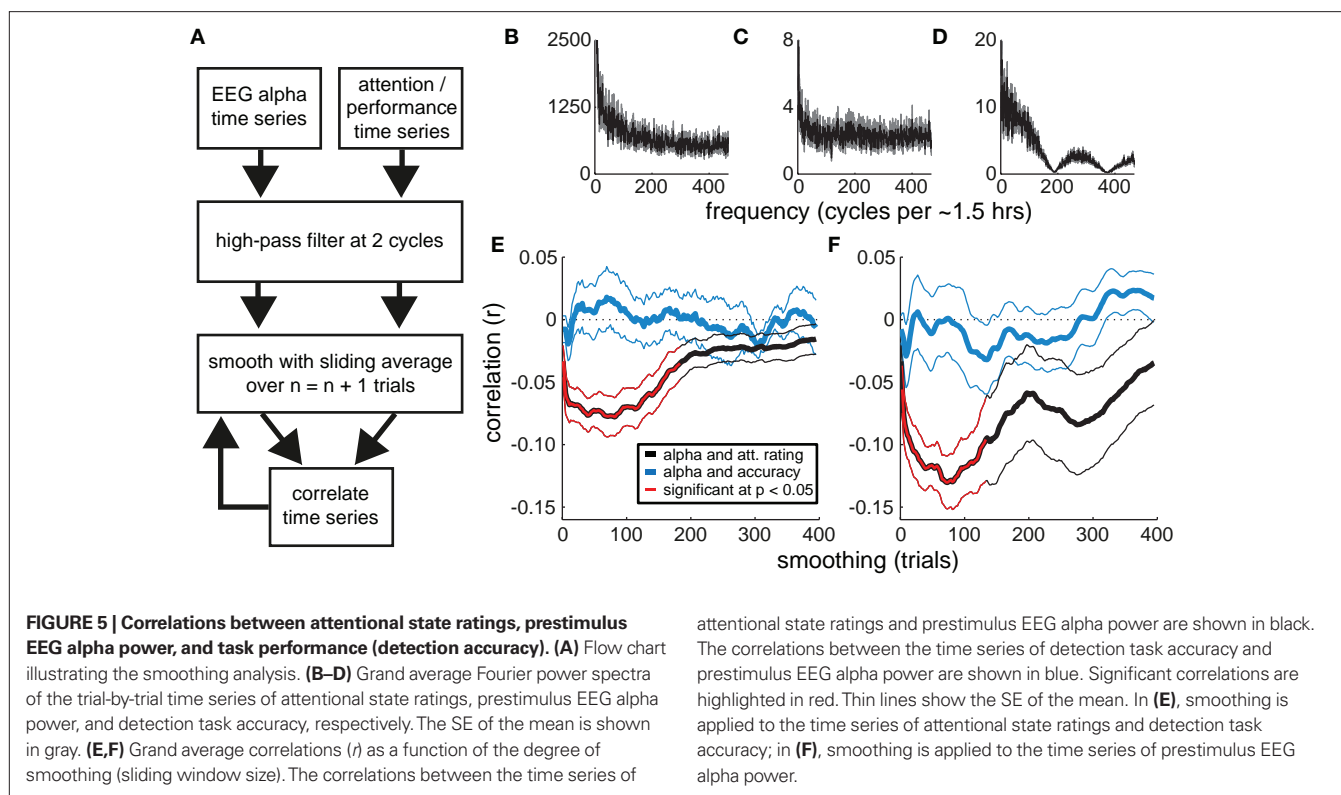 A
EEG alpha
time series
attention /
performance
time series
high-pass filter at 2 cycles
smooth with sliding average
over n = n + 1 trials
correlate
time series
B
2500
1250
0
0 200 400
C
8
4
0
0 200 400
D
20
10
0
0 200 400
frequency (cycles per ~1.5 hrs)
E
0.05
0
-0.05
-0.10
-0.15
correlation (r)
alpha and att. rating
alpha and accuracy
significant at p < 0.05
0 100 200 300 400
F
0.05
0
-0.05
-0.10
-0.15
0 100 200 300 400
smoothing (trials)
FIGURE 5 | Correlations between attentional state ratings, prestimulus
EEG alpha power, and task performance (detection accuracy). (A) Flow chart
illustrating the smoothing analysis. (B–D) Grand average Fourier power spectra
of the trial-by-trial time series of attentional state ratings, prestimulus EEG alpha
power, and detection task accuracy, respectively. The SE of the mean is shown
in gray. (E,F) Grand average correlations (r) as a function of the degree of
smoothing (sliding window size). The correlations between the time series of
attentional state ratings and prestimulus EEG alpha power are shown in black.
The correlations between the time series of detection task accuracy and
prestimulus EEG alpha power are shown in blue. Significant correlations are
highlighted in red. Thin lines show the SE of the mean. In (E), smoothing is
applied to the time series of attentional state ratings and detection task
accuracy; in (F), smoothing is applied to the time series of prestimulus EEG
alpha power.